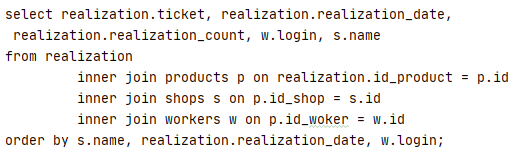 select realization.ticket, realization.realization_date,
realization.realization_count, w.login, s.name
from realization
inner join products p on realization.id_product = p.id
inner join shops s on p.id_shop = s.id
inner join workers w on p.id_woker = w.id
order by s.name, realization.realization_date, w.login;